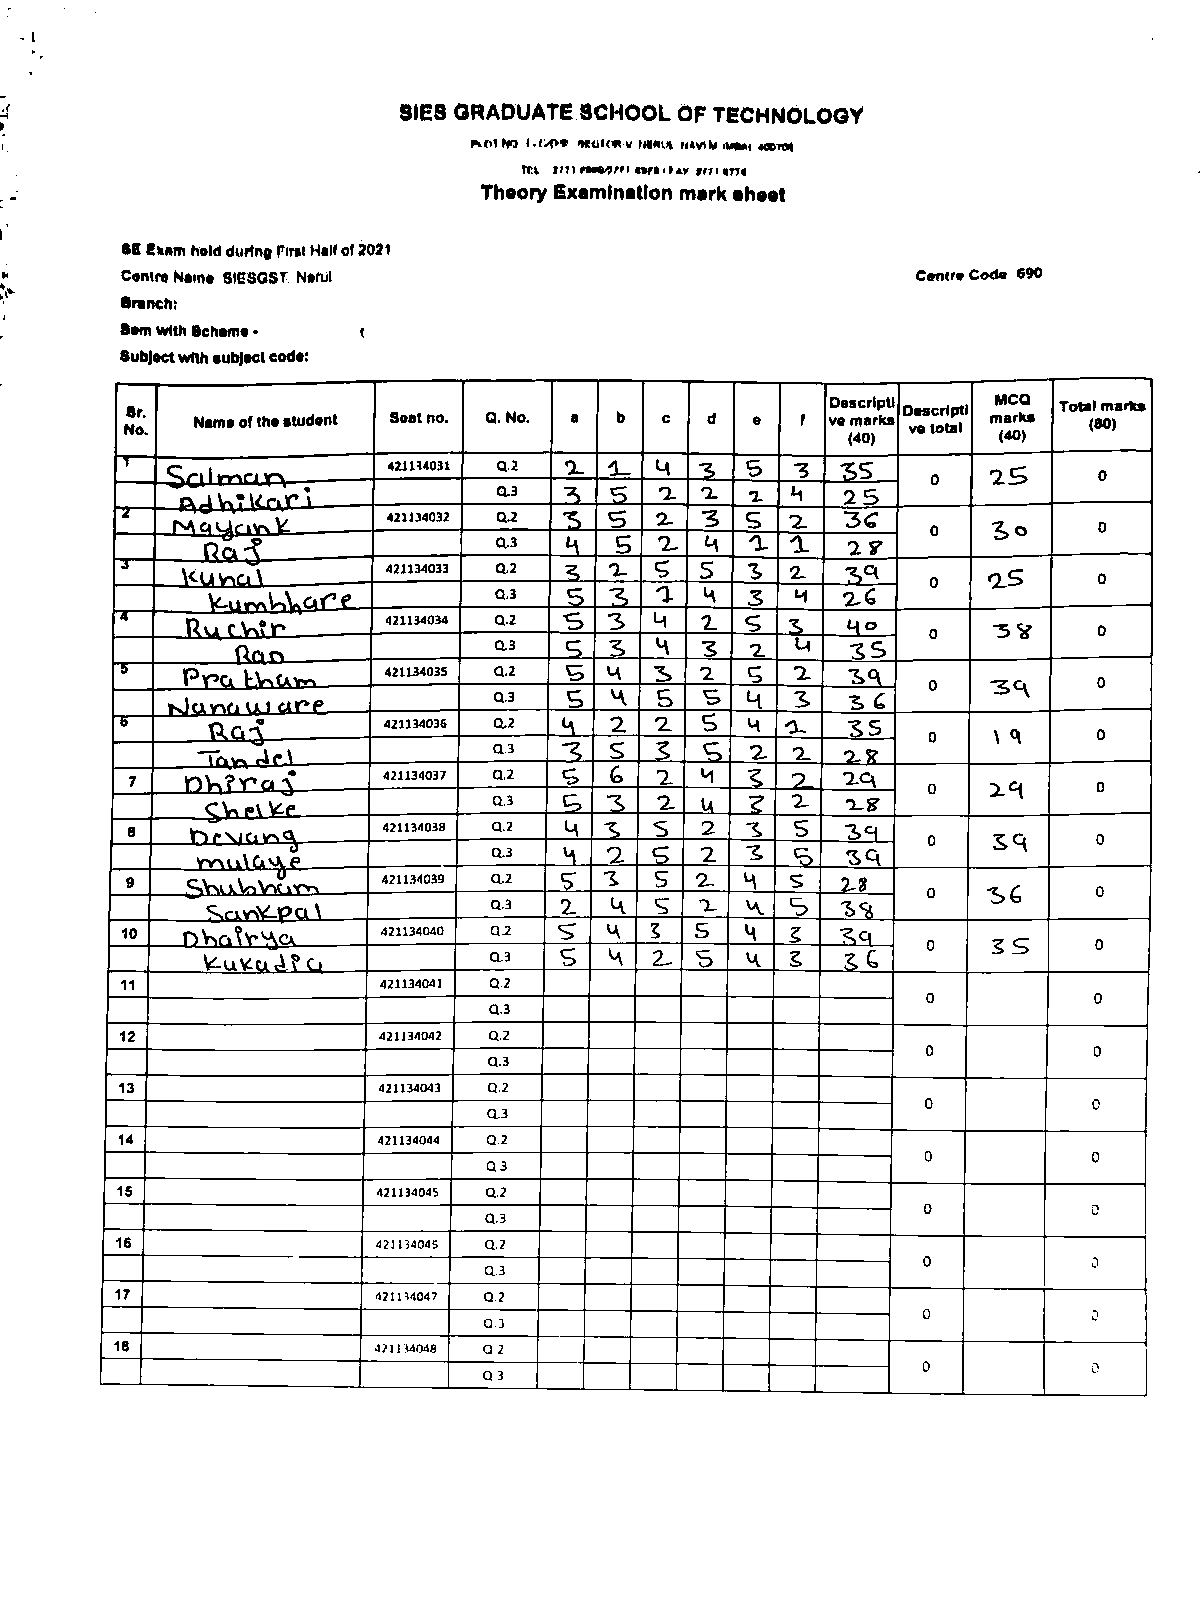 SIES GRADUATE SCHOOL OF TECHNOLOGY
Theory Examination mark sheet
SE Exam held during First Half of 2021
Centre Name SIESGST Nerul Centre Code 690
Branch:
Sem with Scheme -
Subject with subject code:
Sr. No. Name of the student Seat no. Q. No. a b c d e f Descripti ve marks (40) Descripti ve total MCQ marks (40) Total marks (80)
1 Salman 421134031 Q.2 2 1 4 3 5 3 35 0 25 0
Adhikari Q.3 3 5 2 2 2 4 25
2 Mayank 421134032 Q.2 3 5 2 3 5 2 36 0 30 0
Raj Q.3 4 5 2 4 1 1 28
3 Kunal 421134033 Q.2 3 2 5 5 3 2 39 0 25 0
Kumbhare Q.3 5 3 1 4 3 4 26
4 Ruchir 421134034 Q.2 5 3 4 2 5 3 40 0 38 0
Rao Q.3 5 3 4 3 2 4 35
5 Pratham 421134035 Q.2 5 4 3 2 5 2 39 0 39 0
Nanaware Q.3 5 4 5 5 4 3 36
6 Raj 421134036 Q.2 4 2 2 5 4 1 35 0 19 0
Tandel Q.3 3 5 3 5 2 2 28
7 Dhiraj 421134037 Q.2 5 6 2 4 3 2 29 0 29 0
Shelke Q.3 5 3 2 4 3 2 28
8 Devang 421134038 Q.2 4 3 5 2 3 5 39 0 39 0
mulaye Q.3 4 2 5 2 3 5 39
9 Shubham 421134039 Q.2 5 3 5 2 4 5 28 0 36 0
Sankpal Q.3 2 4 5 2 4 5 38
10 Dhairya 421134040 Q.2 5 4 3 5 4 3 39 0 35 0
Kukadia Q.3 5 4 2 5 4 3 36
11 421134041 Q.2 0 0
Q.3
12 421134042 Q.2 0 0
Q.3
13 421134043 Q.2 0 0
Q.3
14 421134044 Q.2 0 0
Q 3
15 421134045 Q.2 0 0
Q.3
16 Q.2 0 0
Q.3
17 421134047 Q.2 0 0
Q.3
18 421134048 Q 2 0 0
Q 3